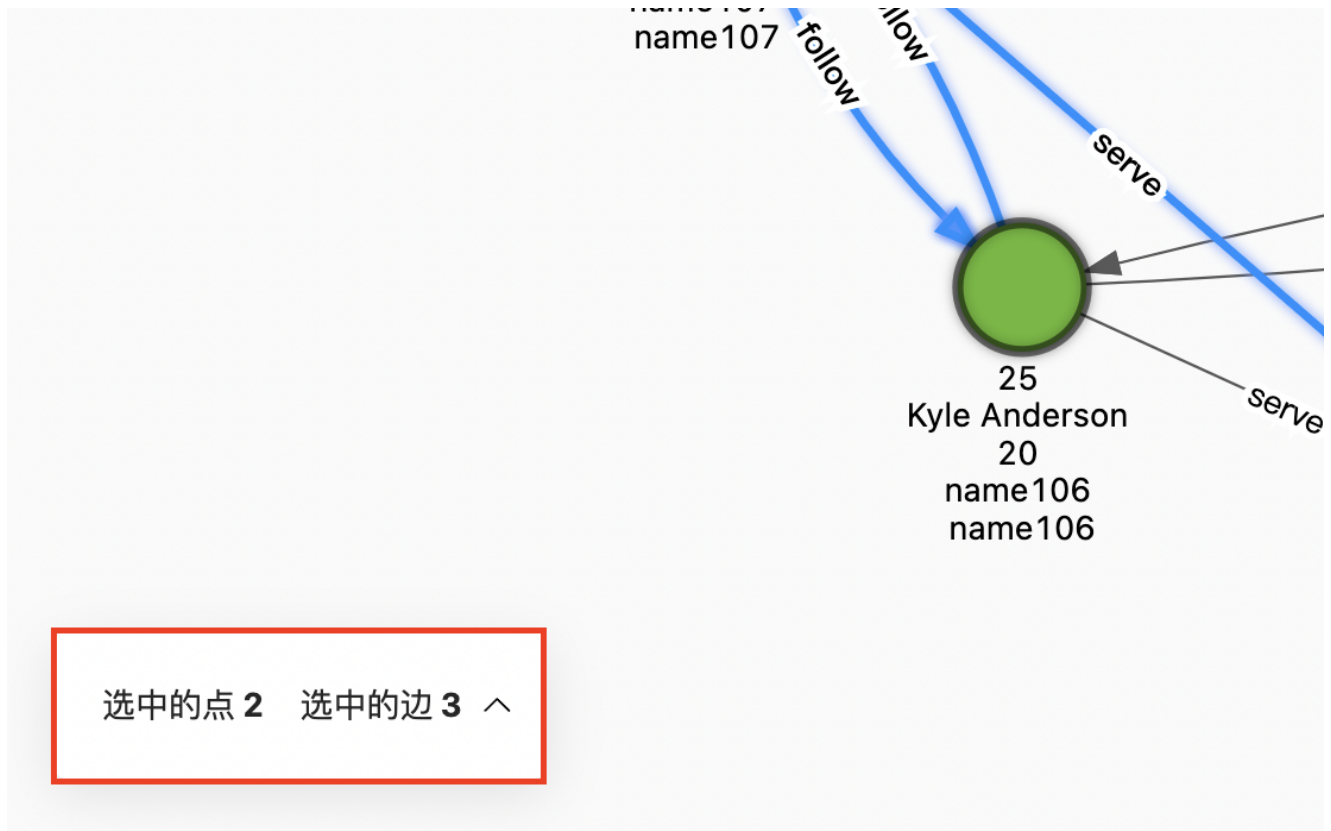 name107
name107
follow
serve
25
Kyle Anderson
20
name106
name106
serve
选中的点 2 选中的边 3